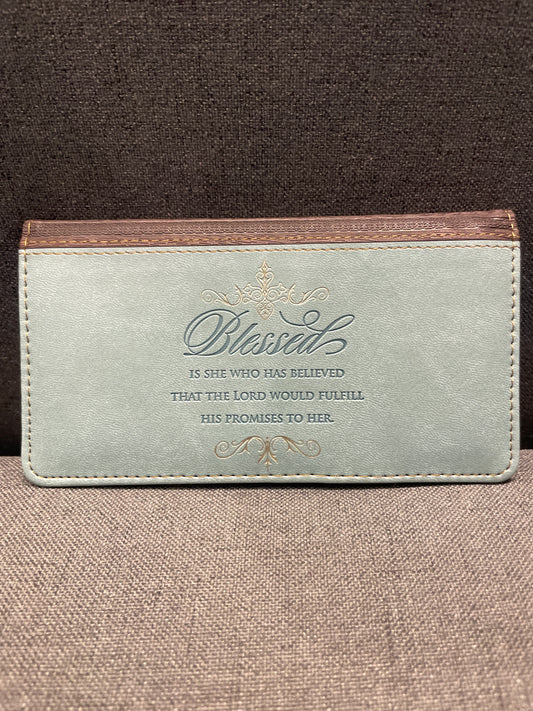 Blessed
IS SHE WHO HAS BELIEVED
THAT THE LORD WOULD FULFILL
HIS PROMISES TO HER.